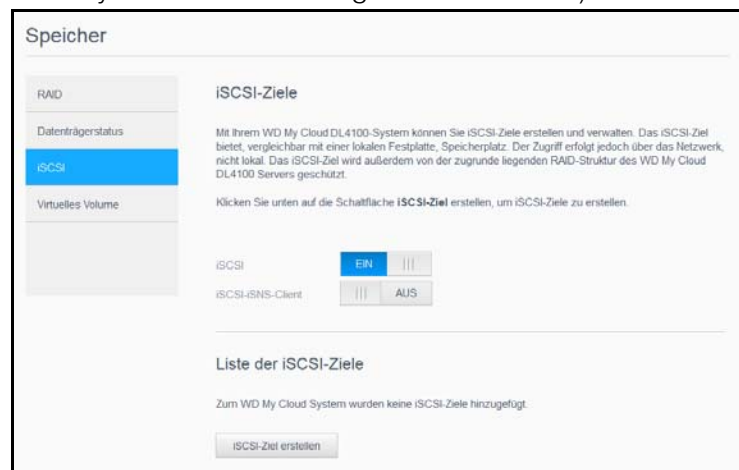 Speicher
RAID
Datenträgerstatus
iSCSI
Virtuelles Volume
iSCSI-Ziele
Mit Ihrem WD My Cloud DL4100-System können Sie iSCSI-Ziele erstellen und verwalten. Das iSCSI-Ziel
bietet, vergleichbar mit einer lokalen Festplatte, Speicherplatz. Der Zugriff erfolgt jedoch über das Netzwerk,
nicht lokal. Das iSCSI-Ziel wird außerdem von der zugrunde liegenden RAID-Struktur des WD My Cloud
DL4100 Servers geschützt.
Klicken Sie unten auf die Schaltfläche iSCSI-Ziel erstellen, um iSCSI-Ziele zu erstellen.
iSCSI EIN
iSCSI-iSNS-Client AUS
Liste der iSCSI-Ziele
Zum WD My Cloud System wurden keine iSCSI-Ziele hinzugefügt.
iSCSI-Ziel erstellen